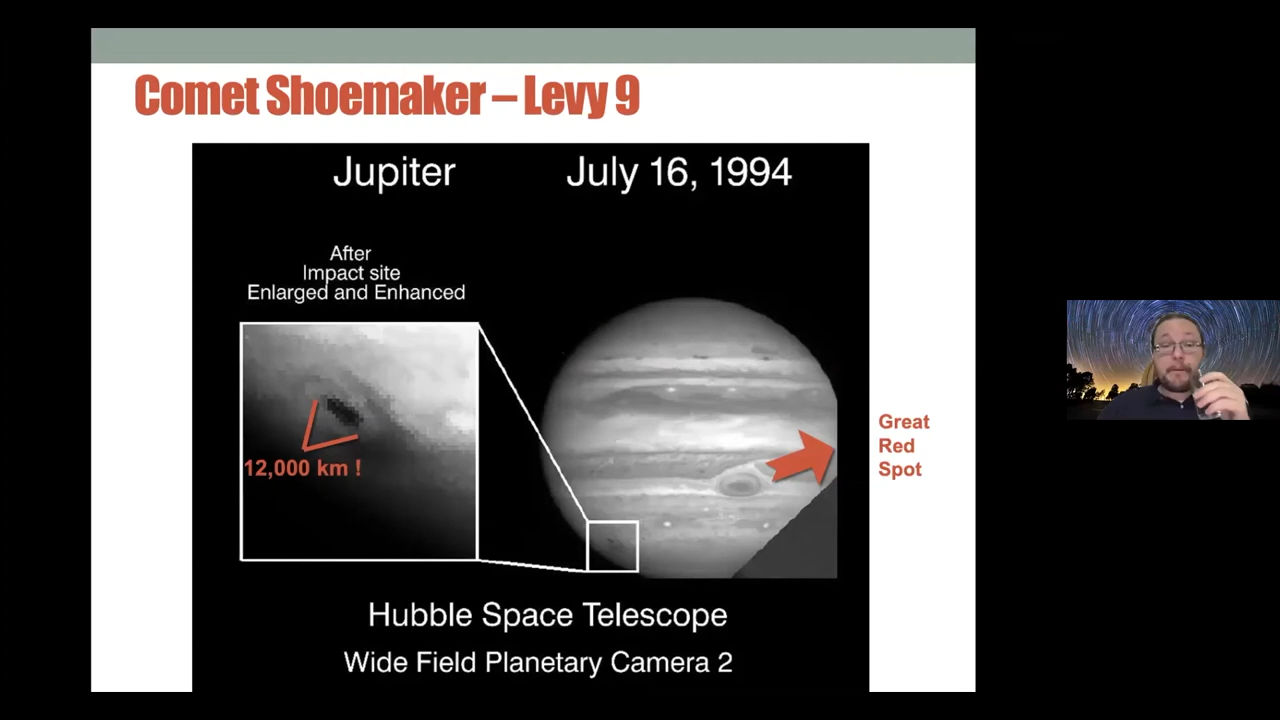 Comet Shoemaker – Levy 9
Jupiter
July 16, 1994
After
Impact site
Enlarged and Enhanced
12,000 km !
Great
Red
Spot
Hubble Space Telescope
Wide Field Planetary Camera 2